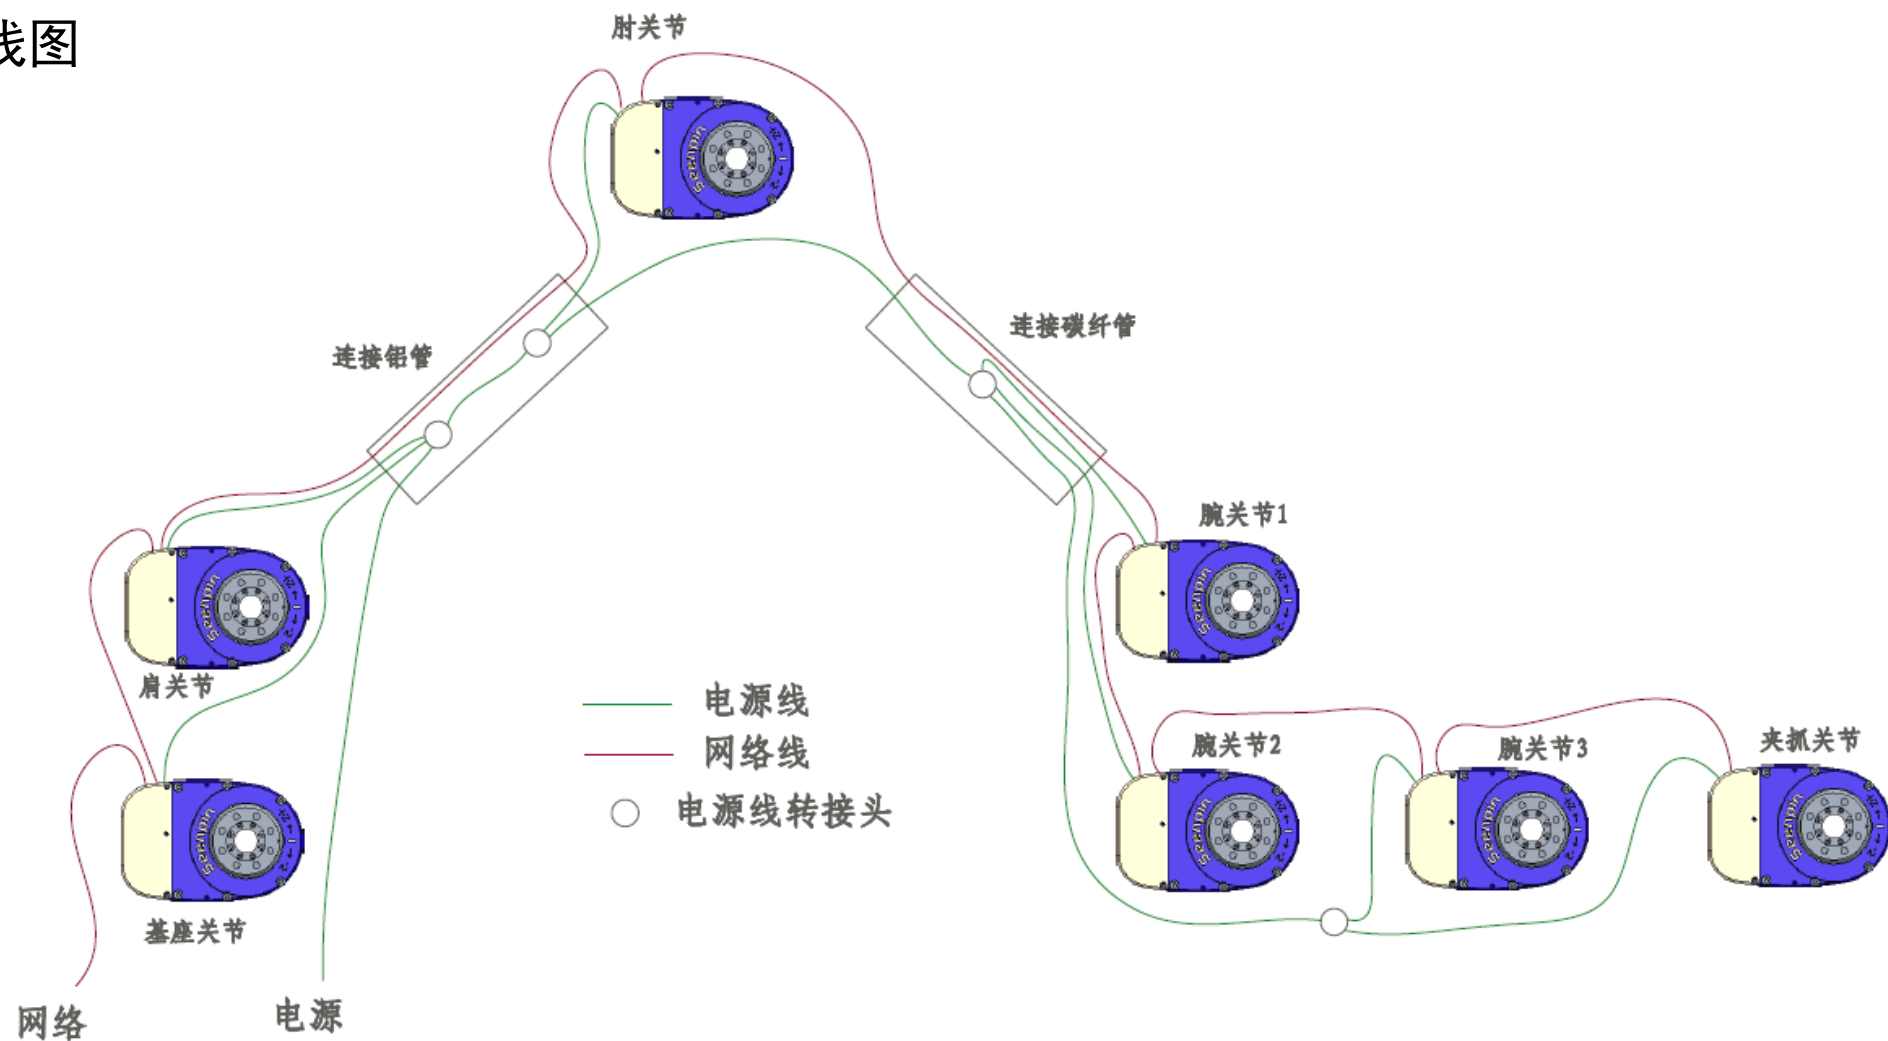 线图
肘关节
连接铝管
连接碳纤管
腕关节1
肩关节
电源线
网络线
电源线转接头
腕关节2
腕关节3
夹抓关节
基座关节
网络
电源